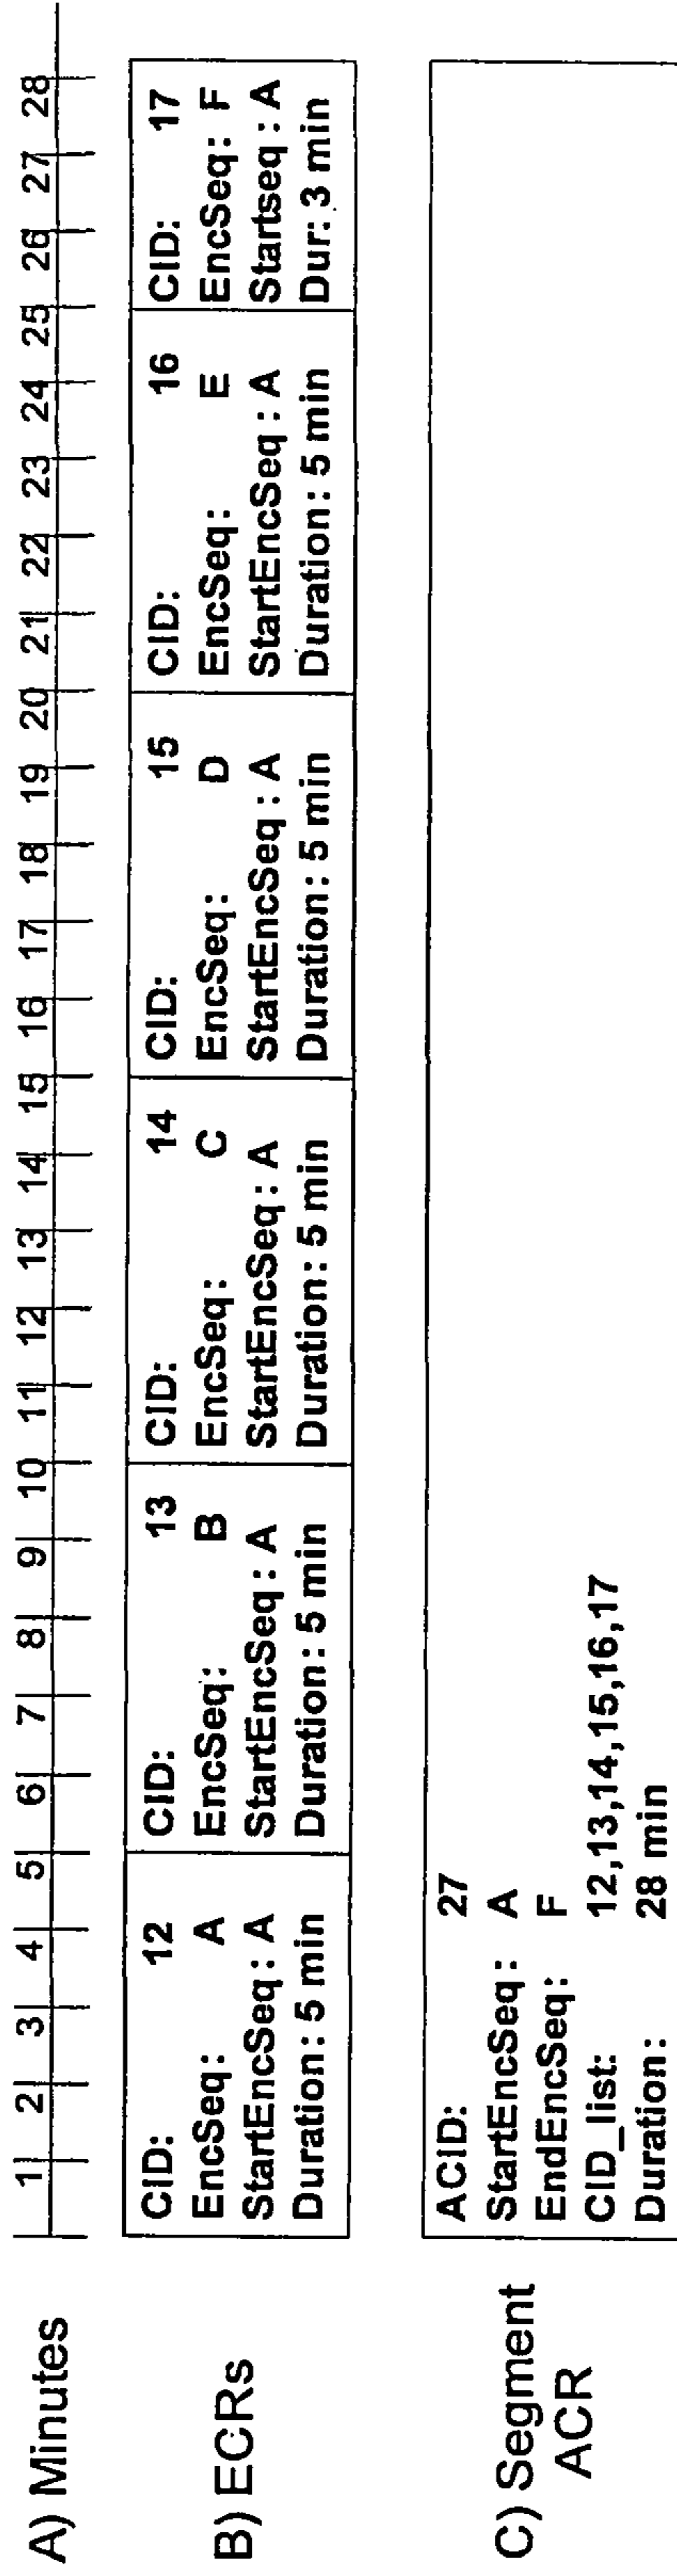 A) Minutes
1 2 3 4 5 6 7 8 9 10 11 12 13 14 15 16 17 18 19 20 21 22 23 24 25 26 27 28
B) ECRs
CID: 12
EncSeq: A
StartEncSeq: A
Duration: 5 min
CID: 13
EncSeq: B
StartEncSeq: A
Duration: 5 min
CID: 14
EncSeq: C
StartEncSeq: A
Duration: 5 min
CID: 15
EncSeq: D
StartEncSeq: A
Duration: 5 min
CID: 16
EncSeq: E
StartEncSeq: A
Duration: 5 min
CID: 17
EncSeq: F
Startseq: A
Dur: 3 min
C) Segment
ACR
ACID: 27
StartEncSeq: A
EndEncSeq: F
CID_list: 12,13,14,15,16,17
Duration: 28 min